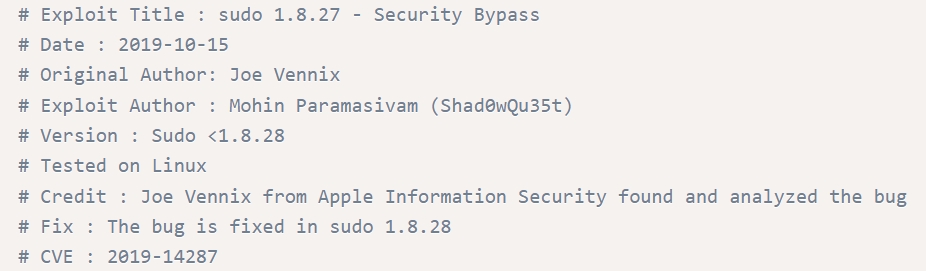 # Exploit Title : sudo 1.8.27 - Security Bypass
# Date : 2019-10-15
# Original Author: Joe Vennix
# Exploit Author : Mohin Paramasivam (Shad0wQu35t)
# Version : Sudo <1.8.28
# Tested on Linux
# Credit : Joe Vennix from Apple Information Security found and analyzed the bug
# Fix : The bug is fixed in sudo 1.8.28
# CVE : 2019-14287